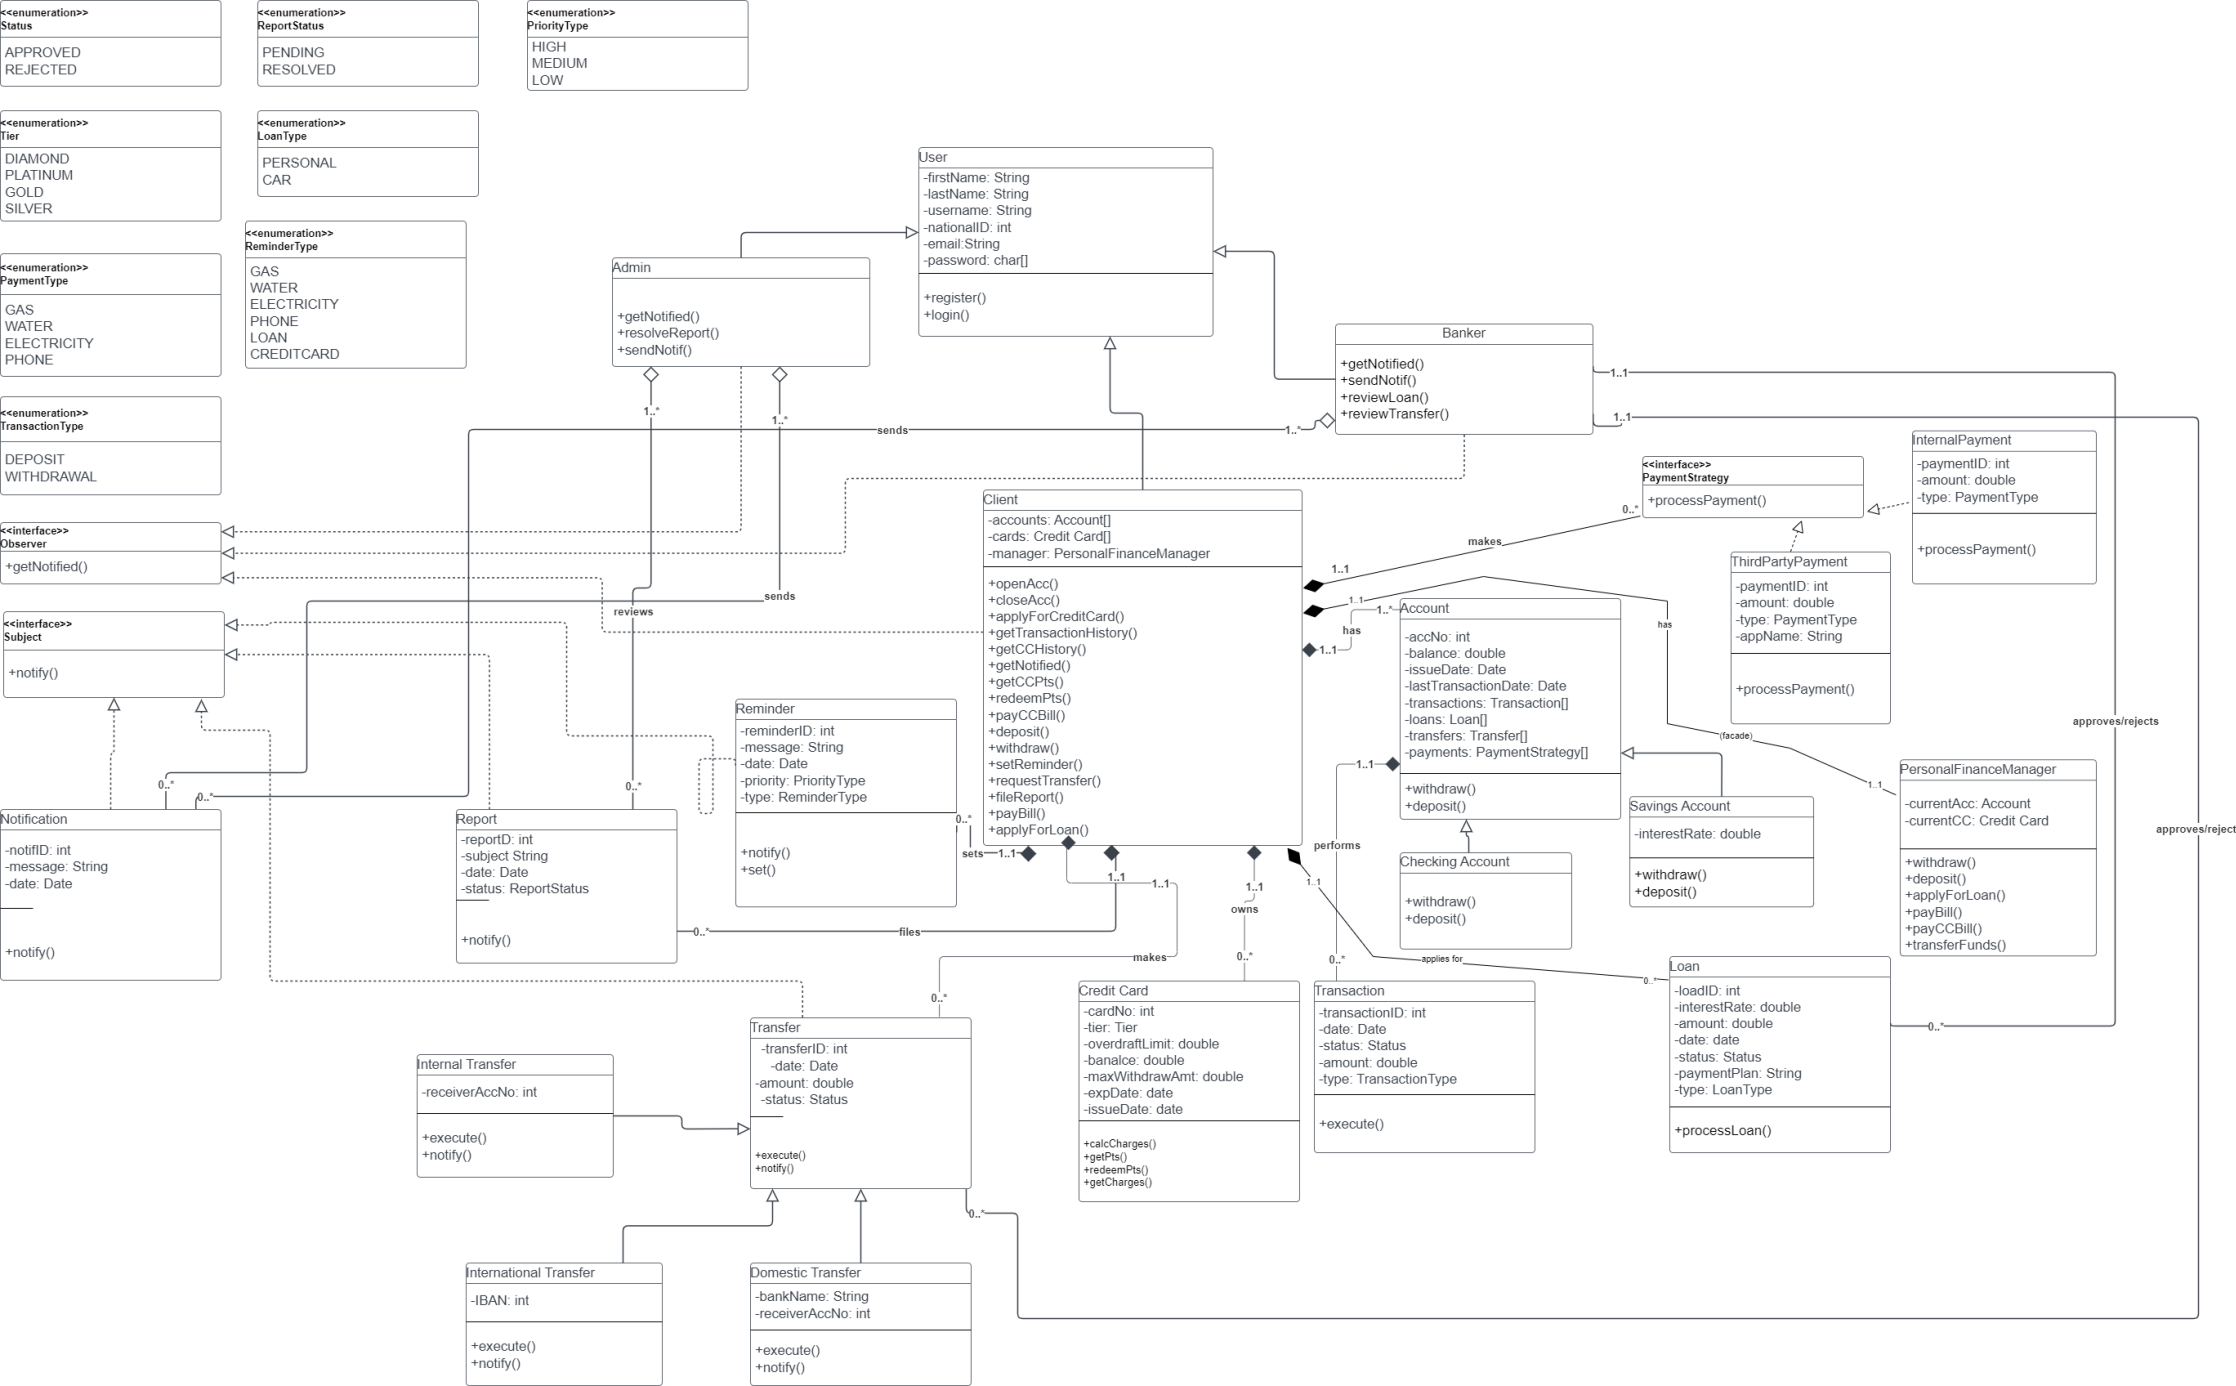 <<enumeration>>
Status
APPROVED
REJECTED
<<enumeration>>
ReportStatus
PENDING
RESOLVED
<<enumeration>>
PriorityType
HIGH
MEDIUM
LOW
<<enumeration>>
Tier
DIAMOND
PLATINUM
GOLD
SILVER
<<enumeration>>
LoanType
PERSONAL
CAR
<<enumeration>>
PaymentType
GAS
WATER
ELECTRICITY
PHONE
<<enumeration>>
ReminderType
GAS
WATER
ELECTRICITY
PHONE
LOAN
CREDITCARD
<<enumeration>>
TransactionType
DEPOSIT
WITHDRAWAL
<<interface>>
Observer
+getNotified()
<<interface>>
Subject
+notify()
User
-firstName: String
-lastName: String
-username: String
-nationalID: int
-email:String
-password: char[]
+register()
+login()
Admin
+getNotified()
+resolveReport()
+sendNotif()
1..*
1..*
sends
reviews
0..*
Banker
+getNotified()
+sendNotif()
+reviewLoan()
+reviewTransfer()
1..1
1..1
1..*
sends
0..*
0..*
approves/rejects
approves/reject
Client
-accounts: Account[]
-cards: Credit Card[]
-manager: PersonalFinanceManager
+openAcc()
+closeAcc()
+applyForCreditCard()
+getTransactionHistory()
+getCCHistory()
+getNotified()
+getCCPts()
+redeemPts()
+payCCBill()
+deposit()
+withdraw()
+setReminder()
+requestTransfer()
+fileReport()
+payBill()
+applyForLoan()
<<interface>>
PaymentStrategy
+processPayment()
0..*
makes
1..1
InternalPayment
-paymentID: int
-amount: double
-type: PaymentType
+processPayment()
ThirdPartyPayment
-paymentID: int
-amount: double
-type: PaymentType
-appName: String
+processPayment()
1..1
has
(facade)
1..1
1..*
has
1..1
Account
-accNo: int
-balance: double
-issueDate: Date
-lastTransactionDate: Date
-transactions: Transaction[]
-loans: Loan[]
-transfers: Transfer[]
-payments: PaymentStrategy[]
+withdraw()
+deposit()
Savings Account
-interestRate: double
+withdraw()
+deposit()
Checking Account
+withdraw()
+deposit()
PersonalFinanceManager
-currentAcc: Account
-currentCC: Credit Card
+withdraw()
+deposit()
+applyForLoan()
+payBill()
+payCCBill()
+transferFunds()
Reminder
-reminderID: int
-message: String
-date: Date
-priority: PriorityType
-type: ReminderType
+notify()
+set()
0..*
sets
1..1
Notification
-notifID: int
-message: String
-date: Date
+notify()
Report
-reportD: int
-subject String
-date: Date
-status: ReportStatus
+notify()
0..*
files
1..1
1..1
makes
0..*
1..1
owns
0..*
1..1
performs
0..*
1..1
applies for
0..*
0..*
Credit Card
-cardNo: int
-tier: Tier
-overdraftLimit: double
-banalce: double
-maxWithdrawAmt: double
-expDate: date
-issueDate: date
+calcCharges()
+getPts()
+redeemPts()
+getCharges()
Transaction
-transactionID: int
-date: Date
-status: Status
-amount: double
-type: TransactionType
+execute()
Loan
-loadID: int
-interestRate: double
-amount: double
-date: date
-status: Status
-paymentPlan: String
-type: LoanType
+processLoan()
Transfer
-transferID: int
-date: Date
-amount: double
-status: Status
+execute()
+notify()
0..*
Internal Transfer
-receiverAccNo: int
+execute()
+notify()
International Transfer
-IBAN: int
+execute()
+notify()
Domestic Transfer
-bankName: String
-receiverAccNo: int
+execute()
+notify()